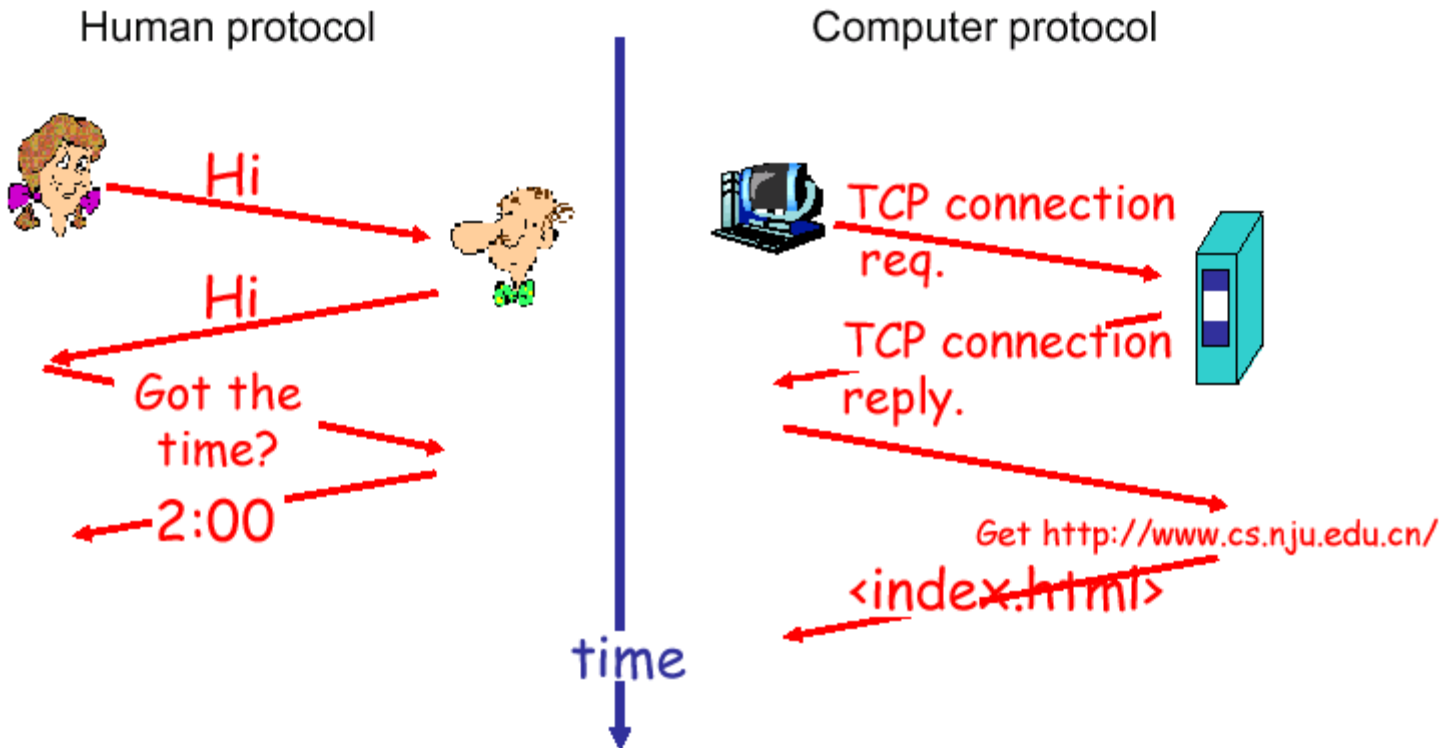 Human protocol
Computer protocol
Hi
Hi
Got the
time?
2:00
TCP connection
req.
TCP connection
reply.
Get http://www.cs.nju.edu.cn/
<index.html>
time